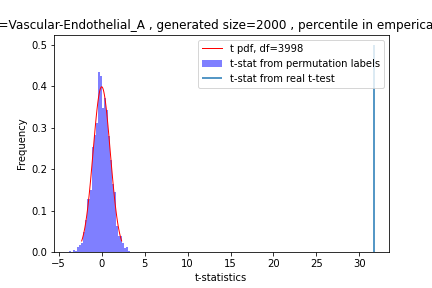 =Vascular-Endothelial_A , generated size=2000 , percentile in emperica
0.5
0.4
0.3
0.2
0.1
0.0
Frequency
t pdf, df=3998
t-stat from permutation labels
t-stat from real t-test
−5
0
5
10
15
20
25
30
t-statistics